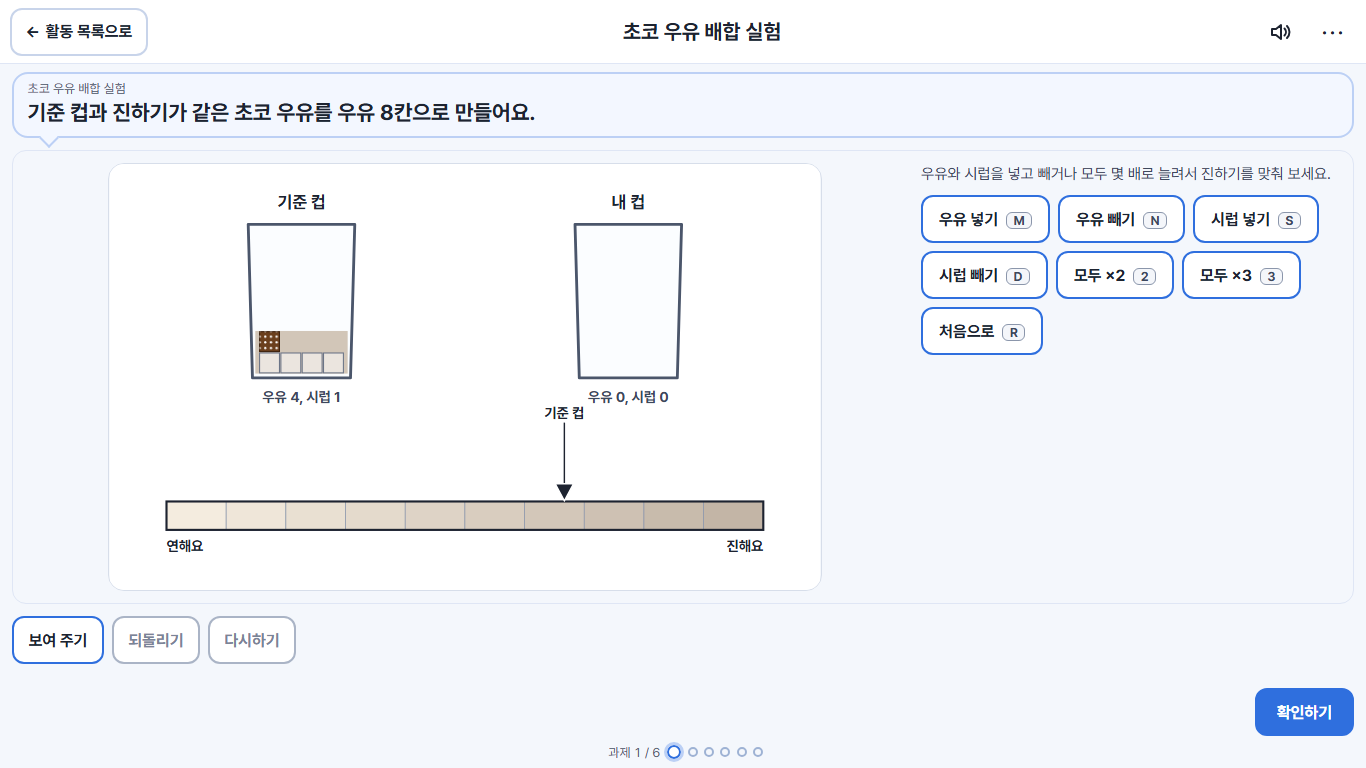 ← 활동 목록으로
초코 우유 배합 실험
초코 우유 배합 실험
기준 컵과 진하기가 같은 초코 우유를 우유 8칸으로 만들어요.
기준 컵
내 컵
우유 4, 시럽 1
우유 0, 시럽 0
기준 컵
연해요
진해요
우유와 시럽을 넣고 빼거나 모두 몇 배로 늘려서 진하기를 맞춰 보세요.
우유 넣기 M
우유 빼기 N
시럽 넣기 S
시럽 빼기 D
모두 ×2 2
모두 ×3 3
처음으로 R
보여 주기
되돌리기
다시하기
확인하기
과제 1 / 6